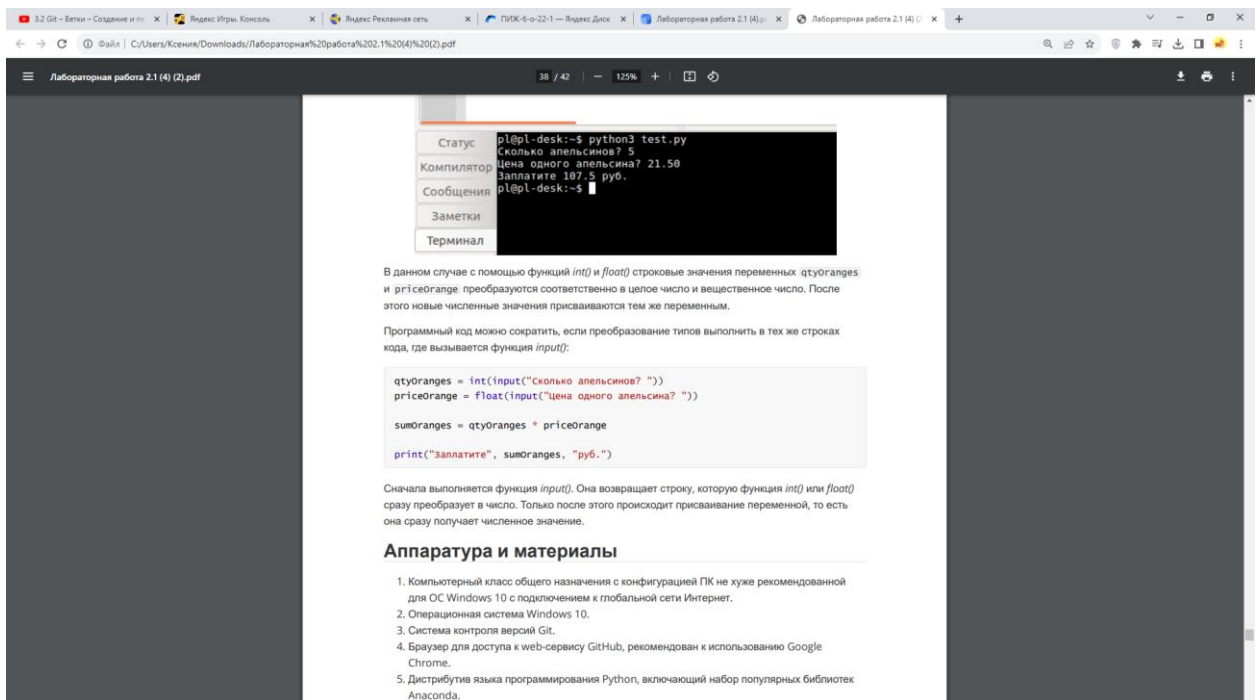 3.2 Git – Ветки – Создание и по
Яндекс Игры. Консоль
Яндекс Рекламная сеть
ПИЖ-б-о-22-1 — Яндекс Диск
Лабораторная работа 2.1 (4).p
Лабораторная работа 2.1 (4) (2
Файл | C:/Users/Ксения/Downloads/Лабораторная%20работа%202.1%20(4)%20(2).pdf
Лабораторная работа 2.1 (4) (2).pdf
38 / 42
125%
Статус
Компилятор
Сообщения
Заметки
Терминал
pl@pl-desk:~$ python3 test.py
Сколько апельсинов? 5
Цена одного апельсина? 21.50
Заплатите 107.5 руб.
pl@pl-desk:~$
В данном случае с помощью функций int() и float() строковые значения переменных qtyOranges
и priceOrange преобразуются соответственно в целое число и вещественное число. После
этого новые численные значения присваиваются тем же переменным.
Программный код можно сократить, если преобразование типов выполнить в тех же строках
кода, где вызывается функция input():
qtyOranges = int(input("Сколько апельсинов? "))
priceOrange = float(input("Цена одного апельсина? "))
sumOranges = qtyOranges * priceOrange
print("Заплатите", sumOranges, "руб.")
Сначала выполняется функция input(). Она возвращает строку, которую функция int() или float()
сразу преобразует в число. Только после этого происходит присваивание переменной, то есть
она сразу получает численное значение.
Аппаратура и материалы
1. Компьютерный класс общего назначения с конфигурацией ПК не хуже рекомендованной
для ОС Windows 10 с подключением к глобальной сети Интернет.
2. Операционная система Windows 10.
3. Система контроля версий Git.
4. Браузер для доступа к web-сервису GitHub, рекомендован к использованию Google
Chrome.
5. Дистрибутив языка программирования Python, включающий набор популярных библиотек
Anaconda.